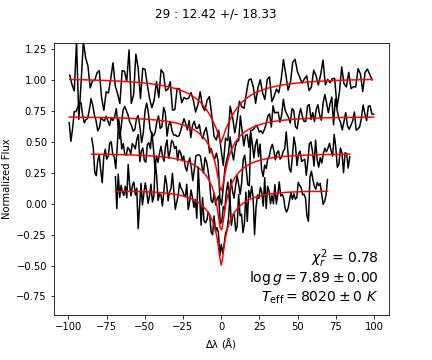 29 : 12.42 +/- 18.33
Normalized Flux
1.25
1.00
0.75
0.50
0.25
0.00
−0.25
−0.50
−0.75
χ²ᵣ = 0.78
log g = 7.89 ± 0.00
T_eff = 8020 ± 0 K
−100 −75 −50 −25 0 25 50 75 100
Δλ (Å)